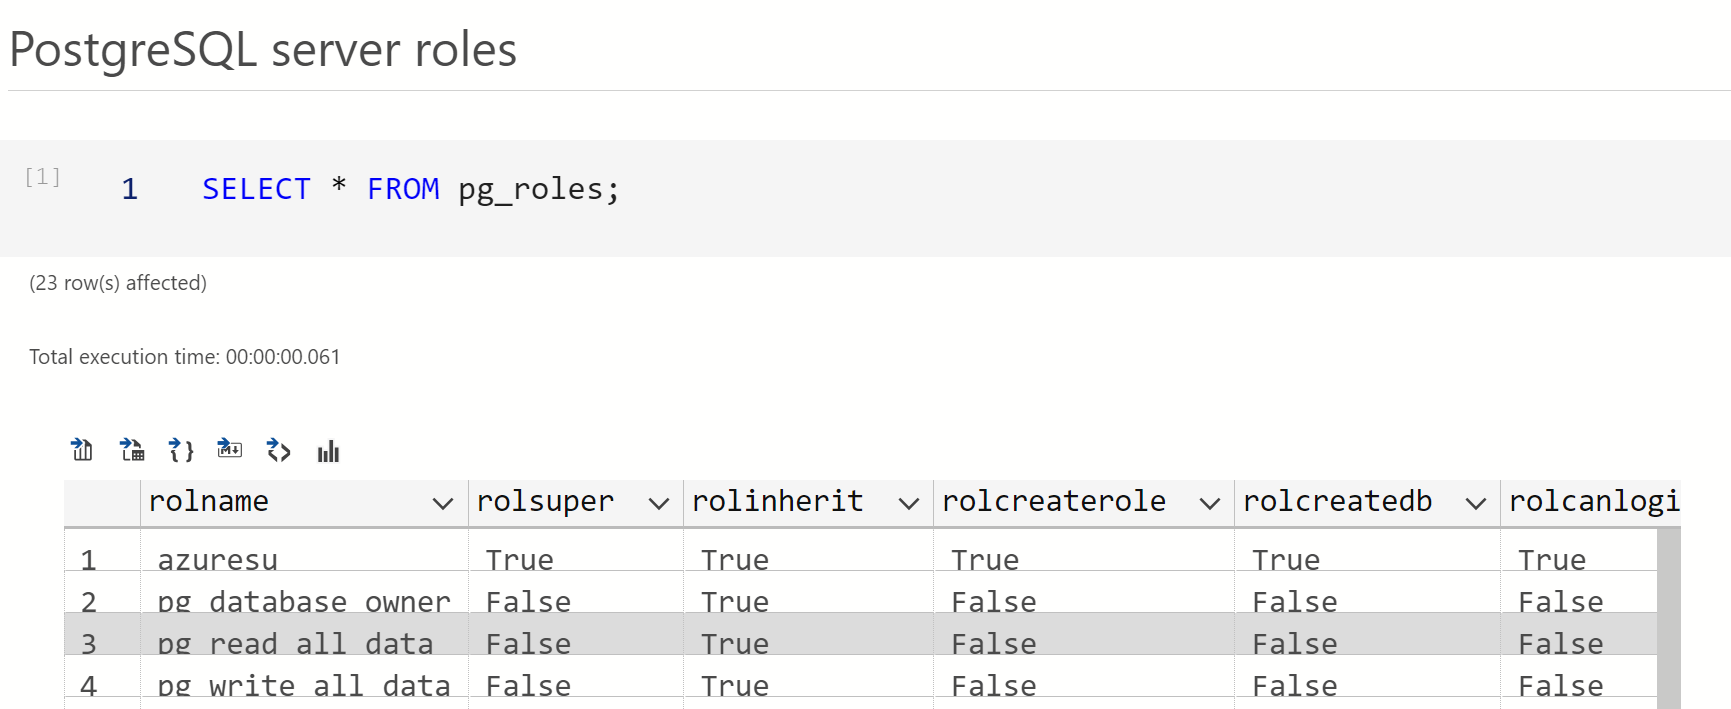 PostgreSQL server roles
[1] 1 SELECT * FROM pg_roles;
(23 row(s) affected)
Total execution time: 00:00:00.061
rolname rolsuper rolinherit rolcreaterole rolcreatedb rolcanlogi
1 azuresu True True True True True
2 pg_database_owner False True False False False
3 pg_read_all_data False True False False False
4 pg_write_all_data False True False False False